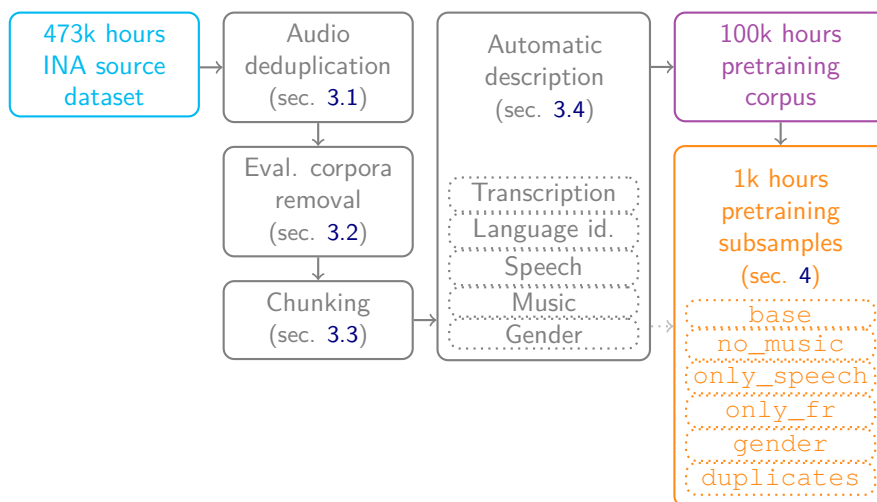 473k hours
INA source
dataset
Audio
deduplication
(sec. 3.1)
Eval. corpora
removal
(sec. 3.2)
Chunking
(sec. 3.3)
Automatic
description
(sec. 3.4)
Transcription
Language id.
Speech
Music
Gender
100k hours
pretraining
corpus
1k hours
pretraining
subsamples
(sec. 4)
base
no_music
only_speech
only_fr
gender
duplicates